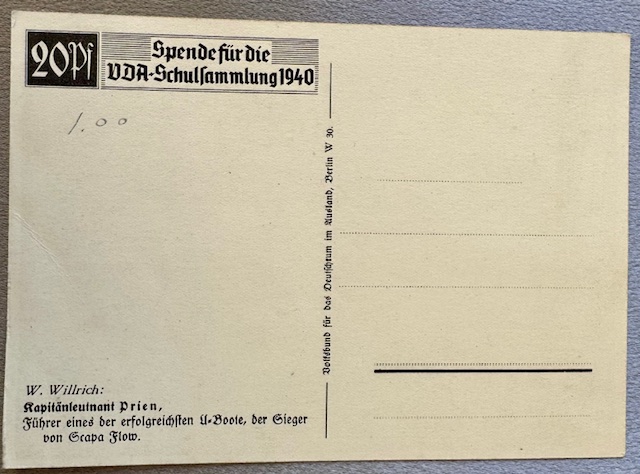 20Pf
Spende für die
VDA-Schulsammlung 1940
1.00
Volksbund für das Deutschtum im Ausland, Berlin W 30.
W. Willrich:
Kapitänleutnant Prien,
Führer eines der erfolgreichsten U-Boote, der Sieger
von Scapa Flow.